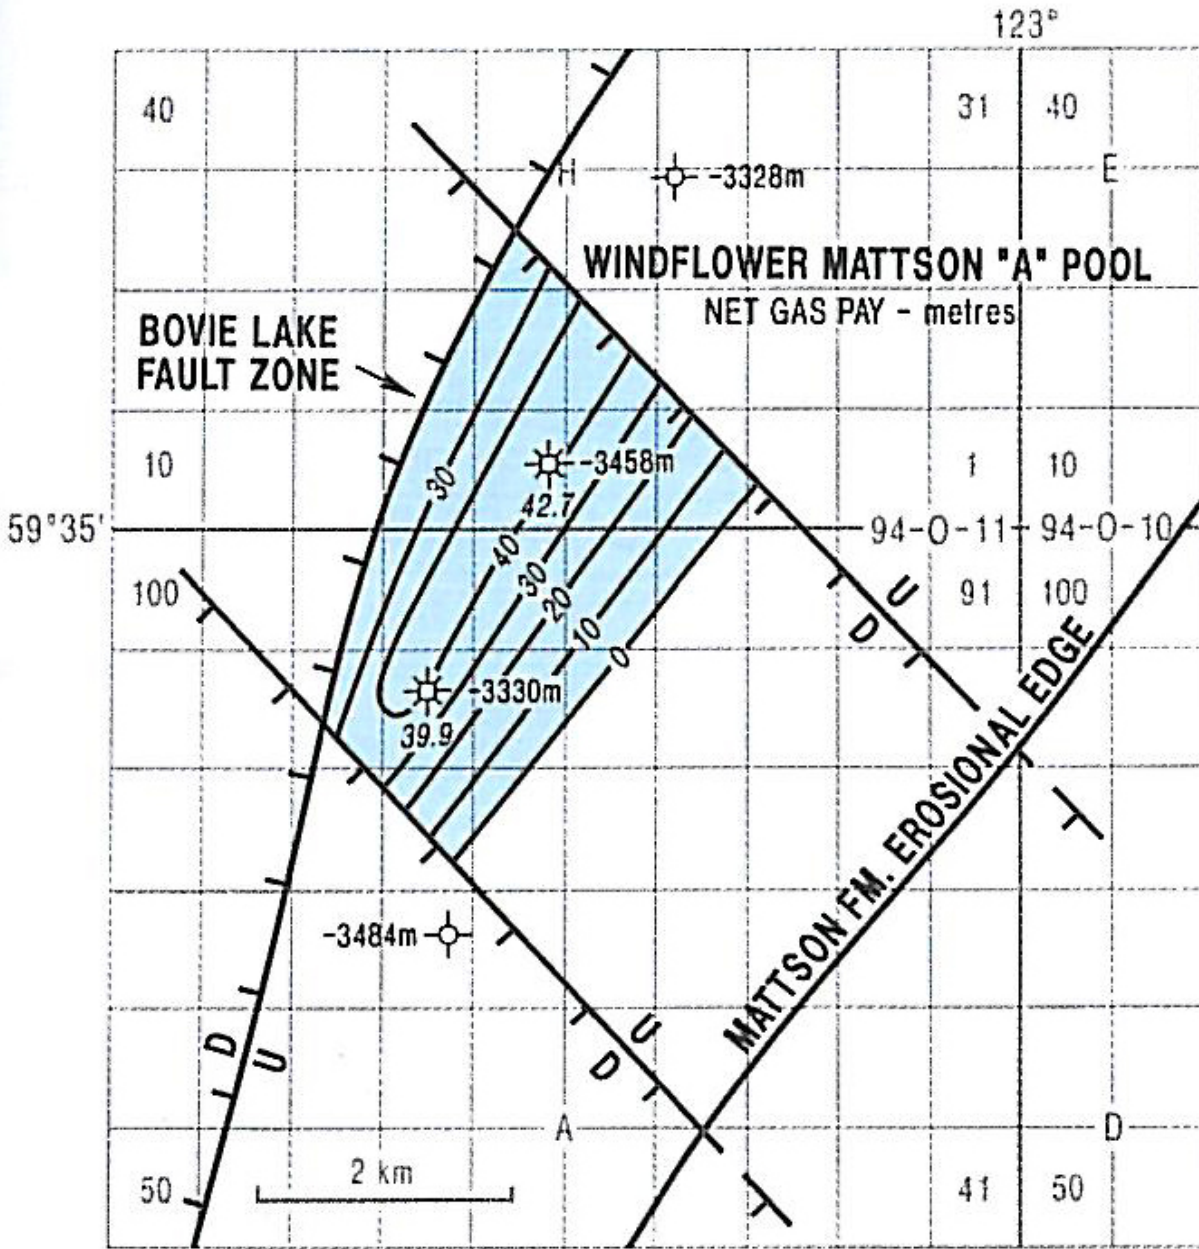 123°
40
31
40
H
-3328m
E
WINDFLOWER MATTSON "A" POOL
NET GAS PAY - metres
BOVIE LAKE
FAULT ZONE
10
30
-3458m
1
10
42.7
59°35'
94-O-11
94-O-10
40
30
20
10
0
100
U
D
91
100
-3330m
39.9
MATTSON FM. EROSIONAL EDGE
-3484m
D
U
U
D
A
D
2 km
50
41
50